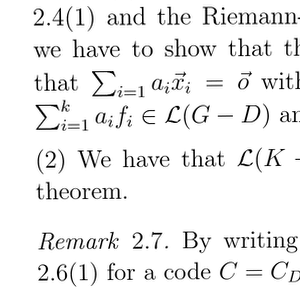 2.4(1) and the Riemann-
we have to show that th
that ∑_{i=1} a_i x⃗_i = o⃗ with
∑_{i=1}^k a_i f_i ∈ ℒ(G − D) an
(2) We have that ℒ(K −
theorem.
Remark 2.7. By writing
2.6(1) for a code C = C_D